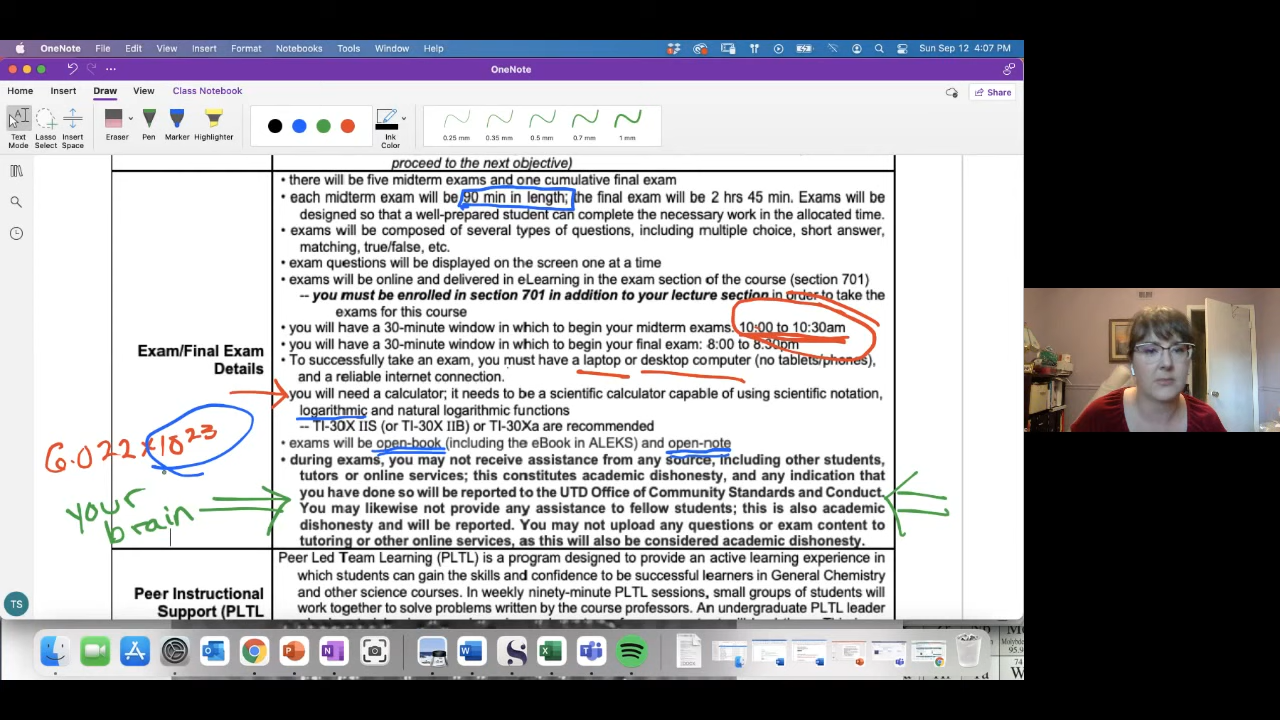 OneNote File Edit View Insert Format Notebooks Tools Window Help Sun Sep 12 4:07 PM
OneNote
Home Insert Draw View Class Notebook Share
Text Mode Lasso Select Insert Space Eraser Pen Marker Highlighter Ink Color 0.25 mm 0.35 mm 0.5 mm 0.7 mm 1 mm
proceed to the next objective)
• there will be five midterm exams and one cumulative final exam
• each midterm exam will be 90 min in length; the final exam will be 2 hrs 45 min. Exams will be
designed so that a well-prepared student can complete the necessary work in the allocated time.
• exams will be composed of several types of questions, including multiple choice, short answer,
matching, true/false, etc.
• exam questions will be displayed on the screen one at a time
• exams will be online and delivered in eLearning in the exam section of the course (section 701)
-- you must be enrolled in section 701 in addition to your lecture section in order to take the
exams for this course
• you will have a 30-minute window in which to begin your midterm exams: 10:00 to 10:30am
• you will have a 30-minute window in which to begin your final exam: 8:00 to 8:30pm
Exam/Final Exam
Details
• To successfully take an exam, you must have a laptop or desktop computer (no tablets/phones),
and a reliable internet connection.
you will need a calculator; it needs to be a scientific calculator capable of using scientific notation,
logarithmic and natural logarithmic functions
-- TI-30X IIS (or TI-30X IIB) or TI-30Xa are recommended
6.022 x 10²³
• exams will be open-book (including the eBook in ALEKS) and open-note
• during exams, you may not receive assistance from any source, including other students,
tutors or online services; this constitutes academic dishonesty, and any indication that
you have done so will be reported to the UTD Office of Community Standards and Conduct.
You may likewise not provide any assistance to fellow students; this is also academic
dishonesty and will be reported. You may not upload any questions or exam content to
tutoring or other online services, as this will also be considered academic dishonesty.
your
brain
Peer Instructional
Support (PLTL
Peer Led Team Learning (PLTL) is a program designed to provide an active learning experience in
which students can gain the skills and confidence to be successful learners in General Chemistry
and other science courses. In weekly ninety-minute PLTL sessions, small groups of students will
work together to solve problems written by the course professors. An undergraduate PLTL leader
TS